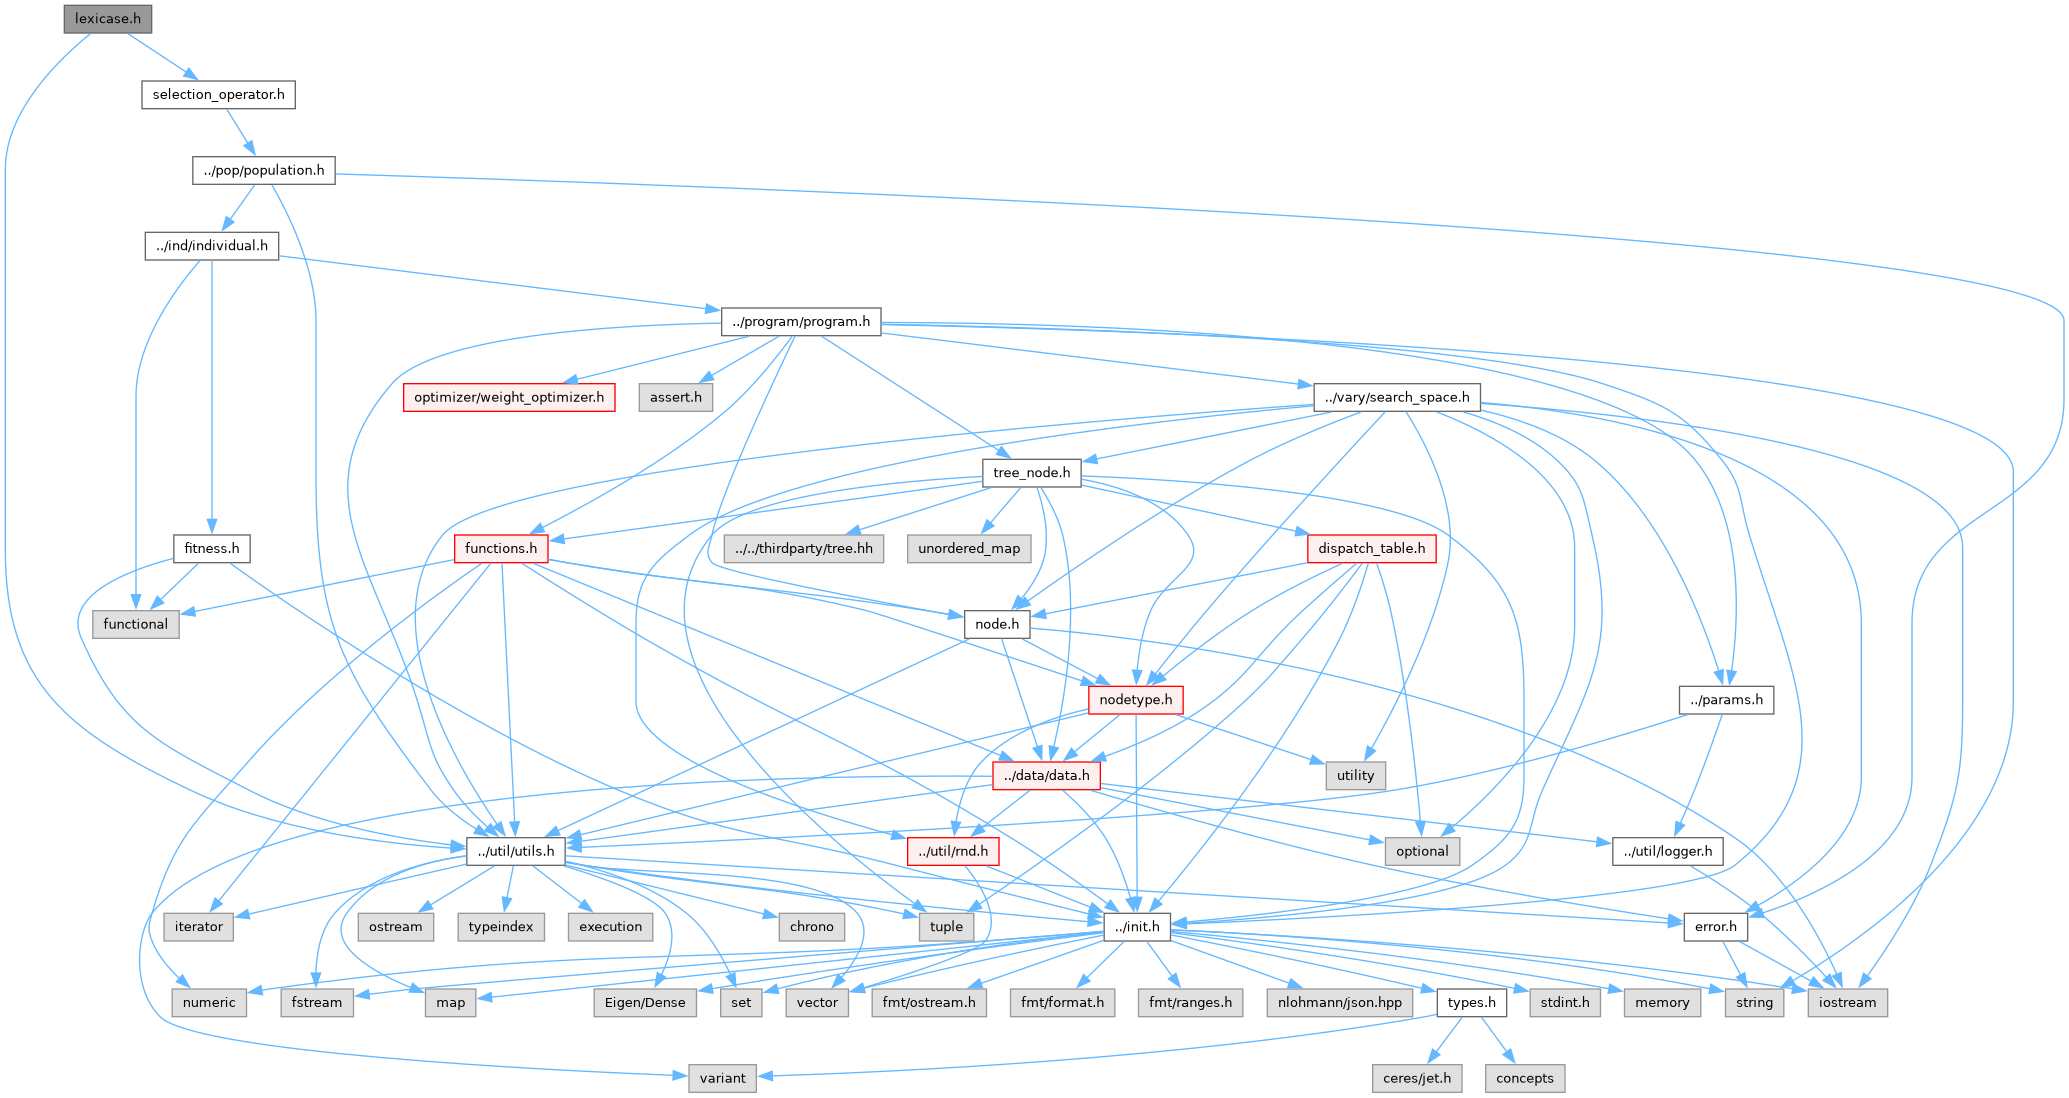 lexicase.h
selection_operator.h
../pop/population.h
../ind/individual.h
../program/program.h
optimizer/weight_optimizer.h
assert.h
../vary/search_space.h
tree_node.h
fitness.h
functions.h
../../thirdparty/tree.hh
unordered_map
dispatch_table.h
functional
node.h
nodetype.h
../params.h
../data/data.h
utility
../util/utils.h
../util/rnd.h
optional
../util/logger.h
iterator
ostream
typeindex
execution
chrono
tuple
../init.h
error.h
numeric
fstream
map
Eigen/Dense
set
vector
fmt/ostream.h
fmt/format.h
fmt/ranges.h
nlohmann/json.hpp
types.h
stdint.h
memory
string
iostream
variant
ceres/jet.h
concepts